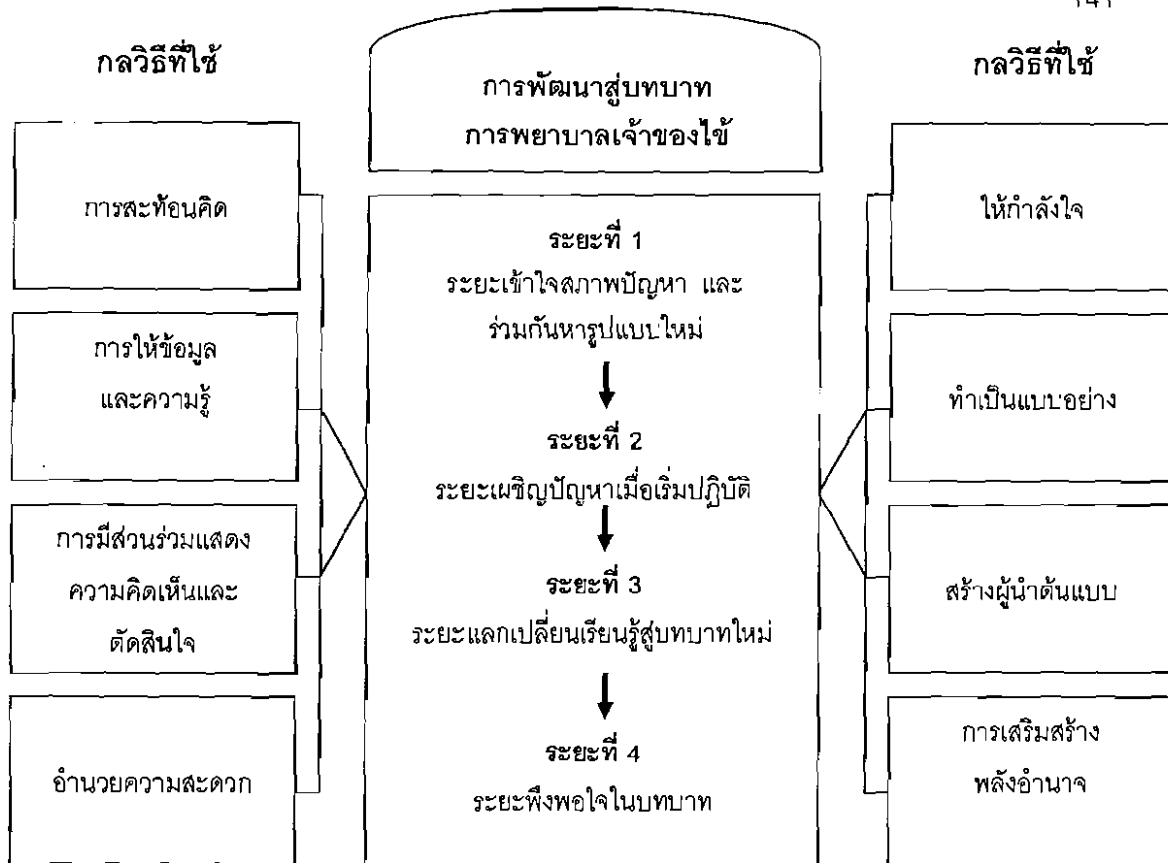 กลวิธีที่ใช้
การพัฒนาสู่บทบาท
การพยาบาลเจ้าของไข้
กลวิธีที่ใช้
การสะท้อนคิด
การให้ข้อมูล
และความรู้
การมีส่วนร่วมแสดง
ความคิดเห็นและ
ตัดสินใจ
อำนวยความสะดวก
ระยะที่ 1
ระยะเข้าใจสภาพปัญหา และ
ร่วมกันหารูปแบบใหม่
ระยะที่ 2
ระยะเผชิญปัญหาเมื่อเริ่มปฏิบัติ
ระยะที่ 3
ระยะแลกเปลี่ยนเรียนรู้สู่บทบาทใหม่
ระยะที่ 4
ระยะพึงพอใจในบทบาท
ให้กำลังใจ
ทำเป็นแบบอย่าง
สร้างผู้นำต้นแบบ
การเสริมสร้าง
พลังอำนาจ